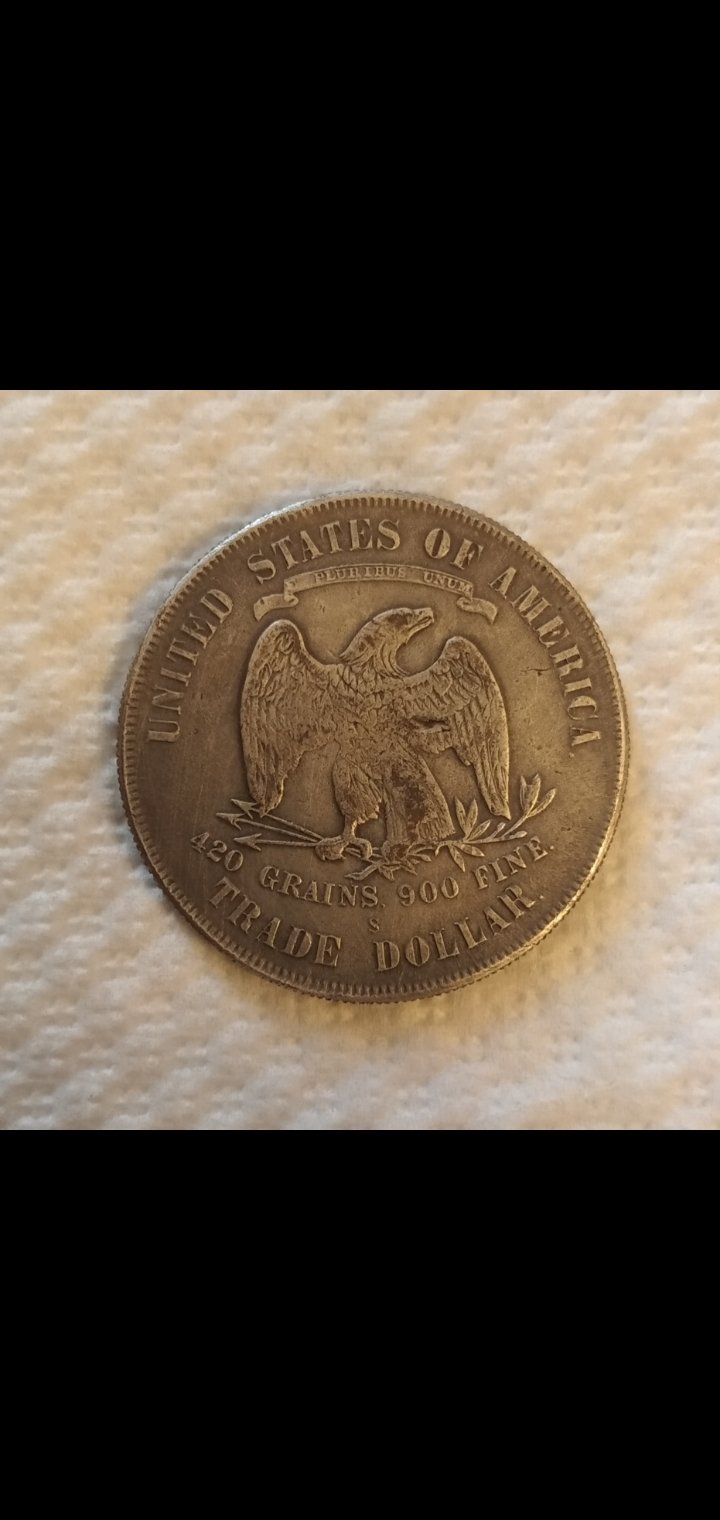 UNITED STATES OF AMERICA
PLURIBUS UNUM
420 GRAINS, 900 FINE.
S
TRADE DOLLAR.